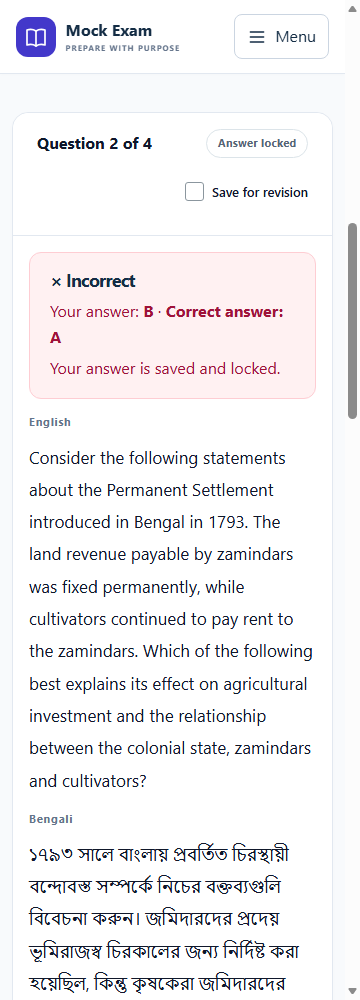 Mock Exam
PREPARE WITH PURPOSE
Menu
Question 2 of 4
Answer locked
Save for revision
× Incorrect
Your answer: B · Correct answer:
A
Your answer is saved and locked.
English
Consider the following statements
about the Permanent Settlement
introduced in Bengal in 1793. The
land revenue payable by zamindars
was fixed permanently, while
cultivators continued to pay rent to
the zamindars. Which of the following
best explains its effect on agricultural
investment and the relationship
between the colonial state, zamindars
and cultivators?
Bengali
১৭৯৩ সালে বাংলায় প্রবর্তিত চিরস্থায়ী
বন্দোবস্ত সম্পর্কে নিচের বক্তব্যগুলি
বিবেচনা করুন। জমিদারদের প্রদেয়
ভূমিরাজস্ব চিরকালের জন্য নির্দিষ্ট করা
হয়েছিল, কিন্তু কৃষকেরা জমিদারদের